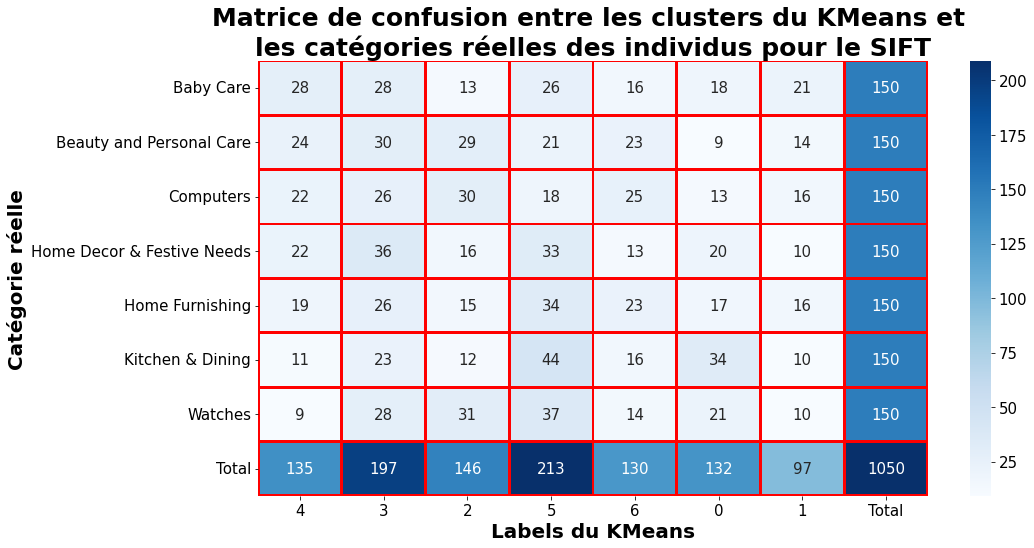 Matrice de confusion entre les clusters du KMeans et
les catégories réelles des individus pour le SIFT
Catégorie réelle
Baby Care 28 28 13 26 16 18 21 150
Beauty and Personal Care 24 30 29 21 23 9 14 150
Computers 22 26 30 18 25 13 16 150
Home Decor & Festive Needs 22 36 16 33 13 20 10 150
Home Furnishing 19 26 15 34 23 17 16 150
Kitchen & Dining 11 23 12 44 16 34 10 150
Watches 9 28 31 37 14 21 10 150
Total 135 197 146 213 130 132 97 1050
4 3 2 5 6 0 1 Total
Labels du KMeans
200
175
150
125
100
75
50
25